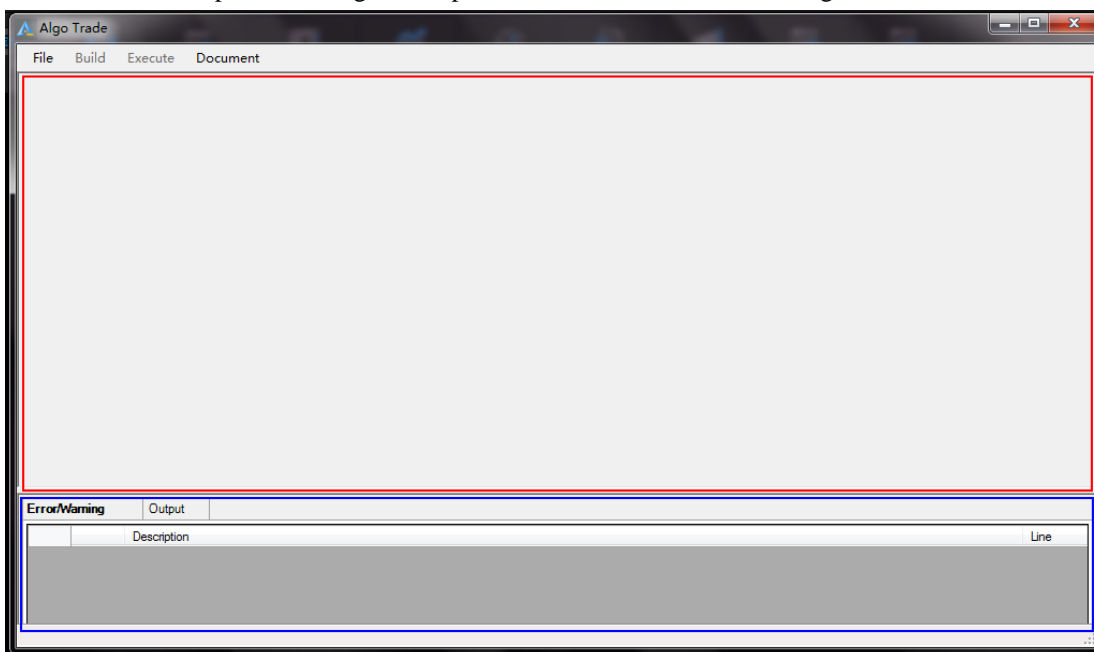 Algo Trade
File Build Execute Document
Error/Warning Output
Description Line